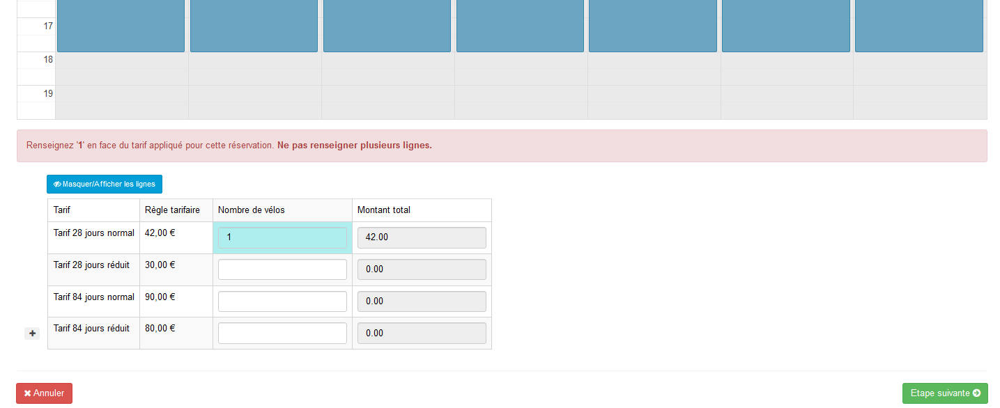 17
18
19
Renseignez '1' en face du tarif appliqué pour cette réservation. Ne pas renseigner plusieurs lignes.
Masquer/Afficher les lignes
Tarif Règle tarifaire Nombre de vélos Montant total
Tarif 28 jours normal 42,00 € 1 42.00
Tarif 28 jours réduit 30,00 € 0.00
Tarif 84 jours normal 90,00 € 0.00
Tarif 84 jours réduit 80,00 € 0.00
Annuler Etape suivante